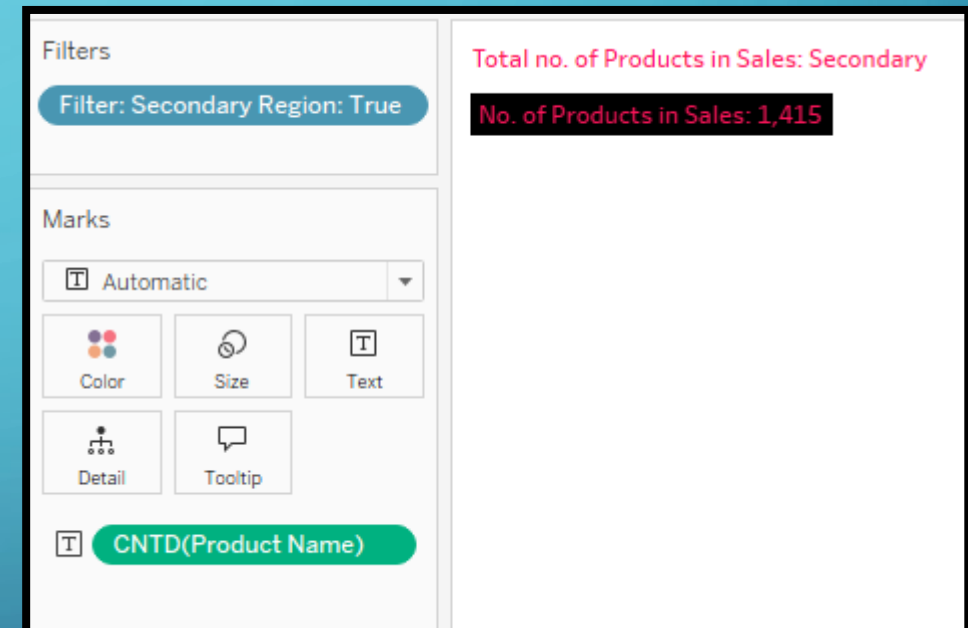 Filters
Filter: Secondary Region: True
Marks
T Automatic
Color
Size
T
Text
Detail
Tooltip
T CNTD(Product Name)
Total no. of Products in Sales: Secondary
No. of Products in Sales: 1,415